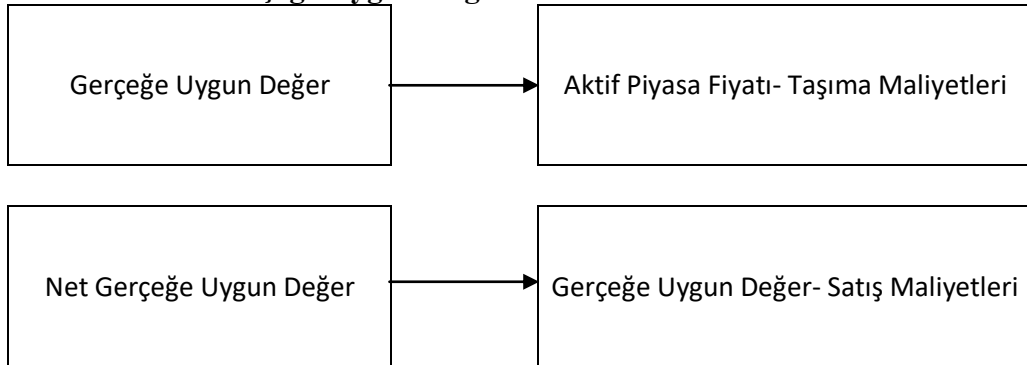 Gerçeğe Uygun Değer
Aktif Piyasa Fiyatı- Taşıma Maliyetleri
Net Gerçeğe Uygun Değer
Gerçeğe Uygun Değer- Satış Maliyetleri